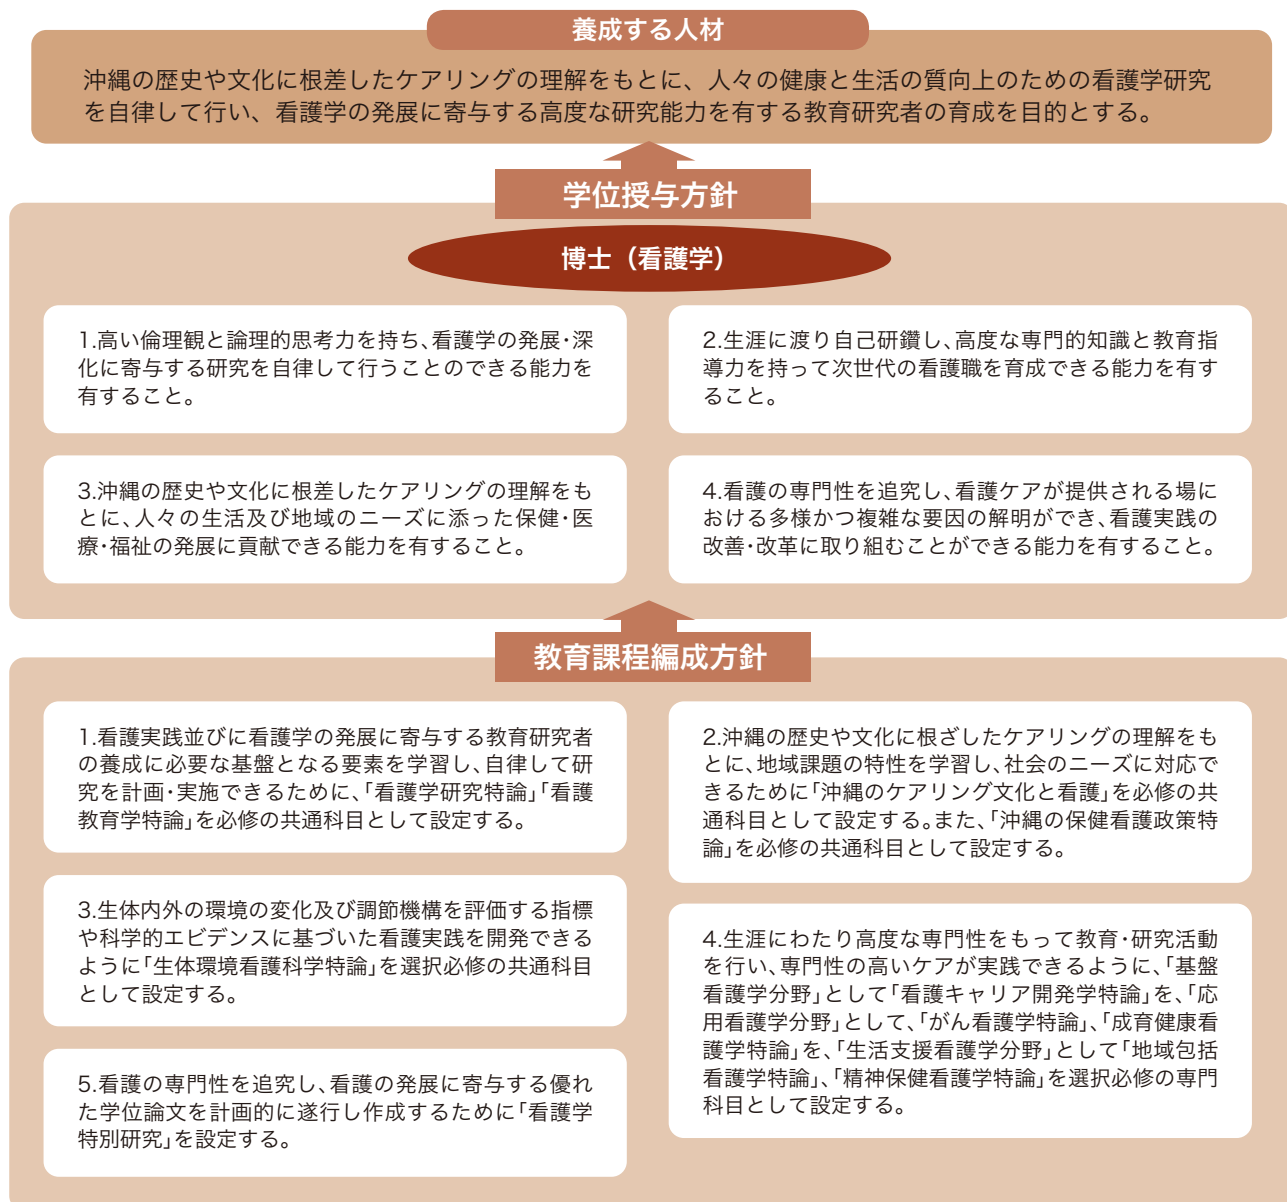 養成する人材
沖縄の歴史や文化に根差したケアリングの理解をもとに、人々の健康と生活の質向上のための看護学研究
を自律して行い、看護学の発展に寄与する高度な研究能力を有する教育研究者の育成を目的とする。
学位授与方針
博士（看護学）
1.高い倫理観と論理的思考力を持ち、看護学の発展・深
化に寄与する研究を自律して行うことのできる能力を
有すること。
2.生涯に渡り自己研鑽し、高度な専門的知識と教育指
導力を持って次世代の看護職を育成できる能力を有す
ること。
3.沖縄の歴史や文化に根差したケアリングの理解をも
とに、人々の生活及び地域のニーズに添った保健・医
療・福祉の発展に貢献できる能力を有すること。
4.看護の専門性を追究し、看護ケアが提供される場に
おける多様かつ複雑な要因の解明ができ、看護実践の
改善・改革に取り組むことができる能力を有すること。
教育課程編成方針
1.看護実践並びに看護学の発展に寄与する教育研究者
の養成に必要な基盤となる要素を学習し、自律して研
究を計画・実施できるために、「看護学研究特論」「看護
教育学特論」を必修の共通科目として設定する。
2.沖縄の歴史や文化に根ざしたケアリングの理解をも
とに、地域課題の特性を学習し、社会のニーズに対応で
きるために「沖縄のケアリング文化と看護」を必修の共
通科目として設定する。また、「沖縄の保健看護政策特
論」を必修の共通科目として設定する。
3.生体内外の環境の変化及び調節機構を評価する指標
や科学的エビデンスに基づいた看護実践を開発できる
ように「生体環境看護科学特論」を選択必修の共通科目
として設定する。
4.生涯にわたり高度な専門性をもって教育・研究活動
を行い、専門性の高いケアが実践できるように、「基盤
看護学分野」として「看護キャリア開発学特論」を、「応
用看護学分野」として、「がん看護学特論」、「成育健康看
護学特論」を、「生活支援看護学分野」として「地域包括
看護学特論」、「精神保健看護学特論」を選択必修の専門
科目として設定する。
5.看護の専門性を追究し、看護の発展に寄与する優れ
た学位論文を計画的に遂行し作成するために「看護学
特別研究」を設定する。